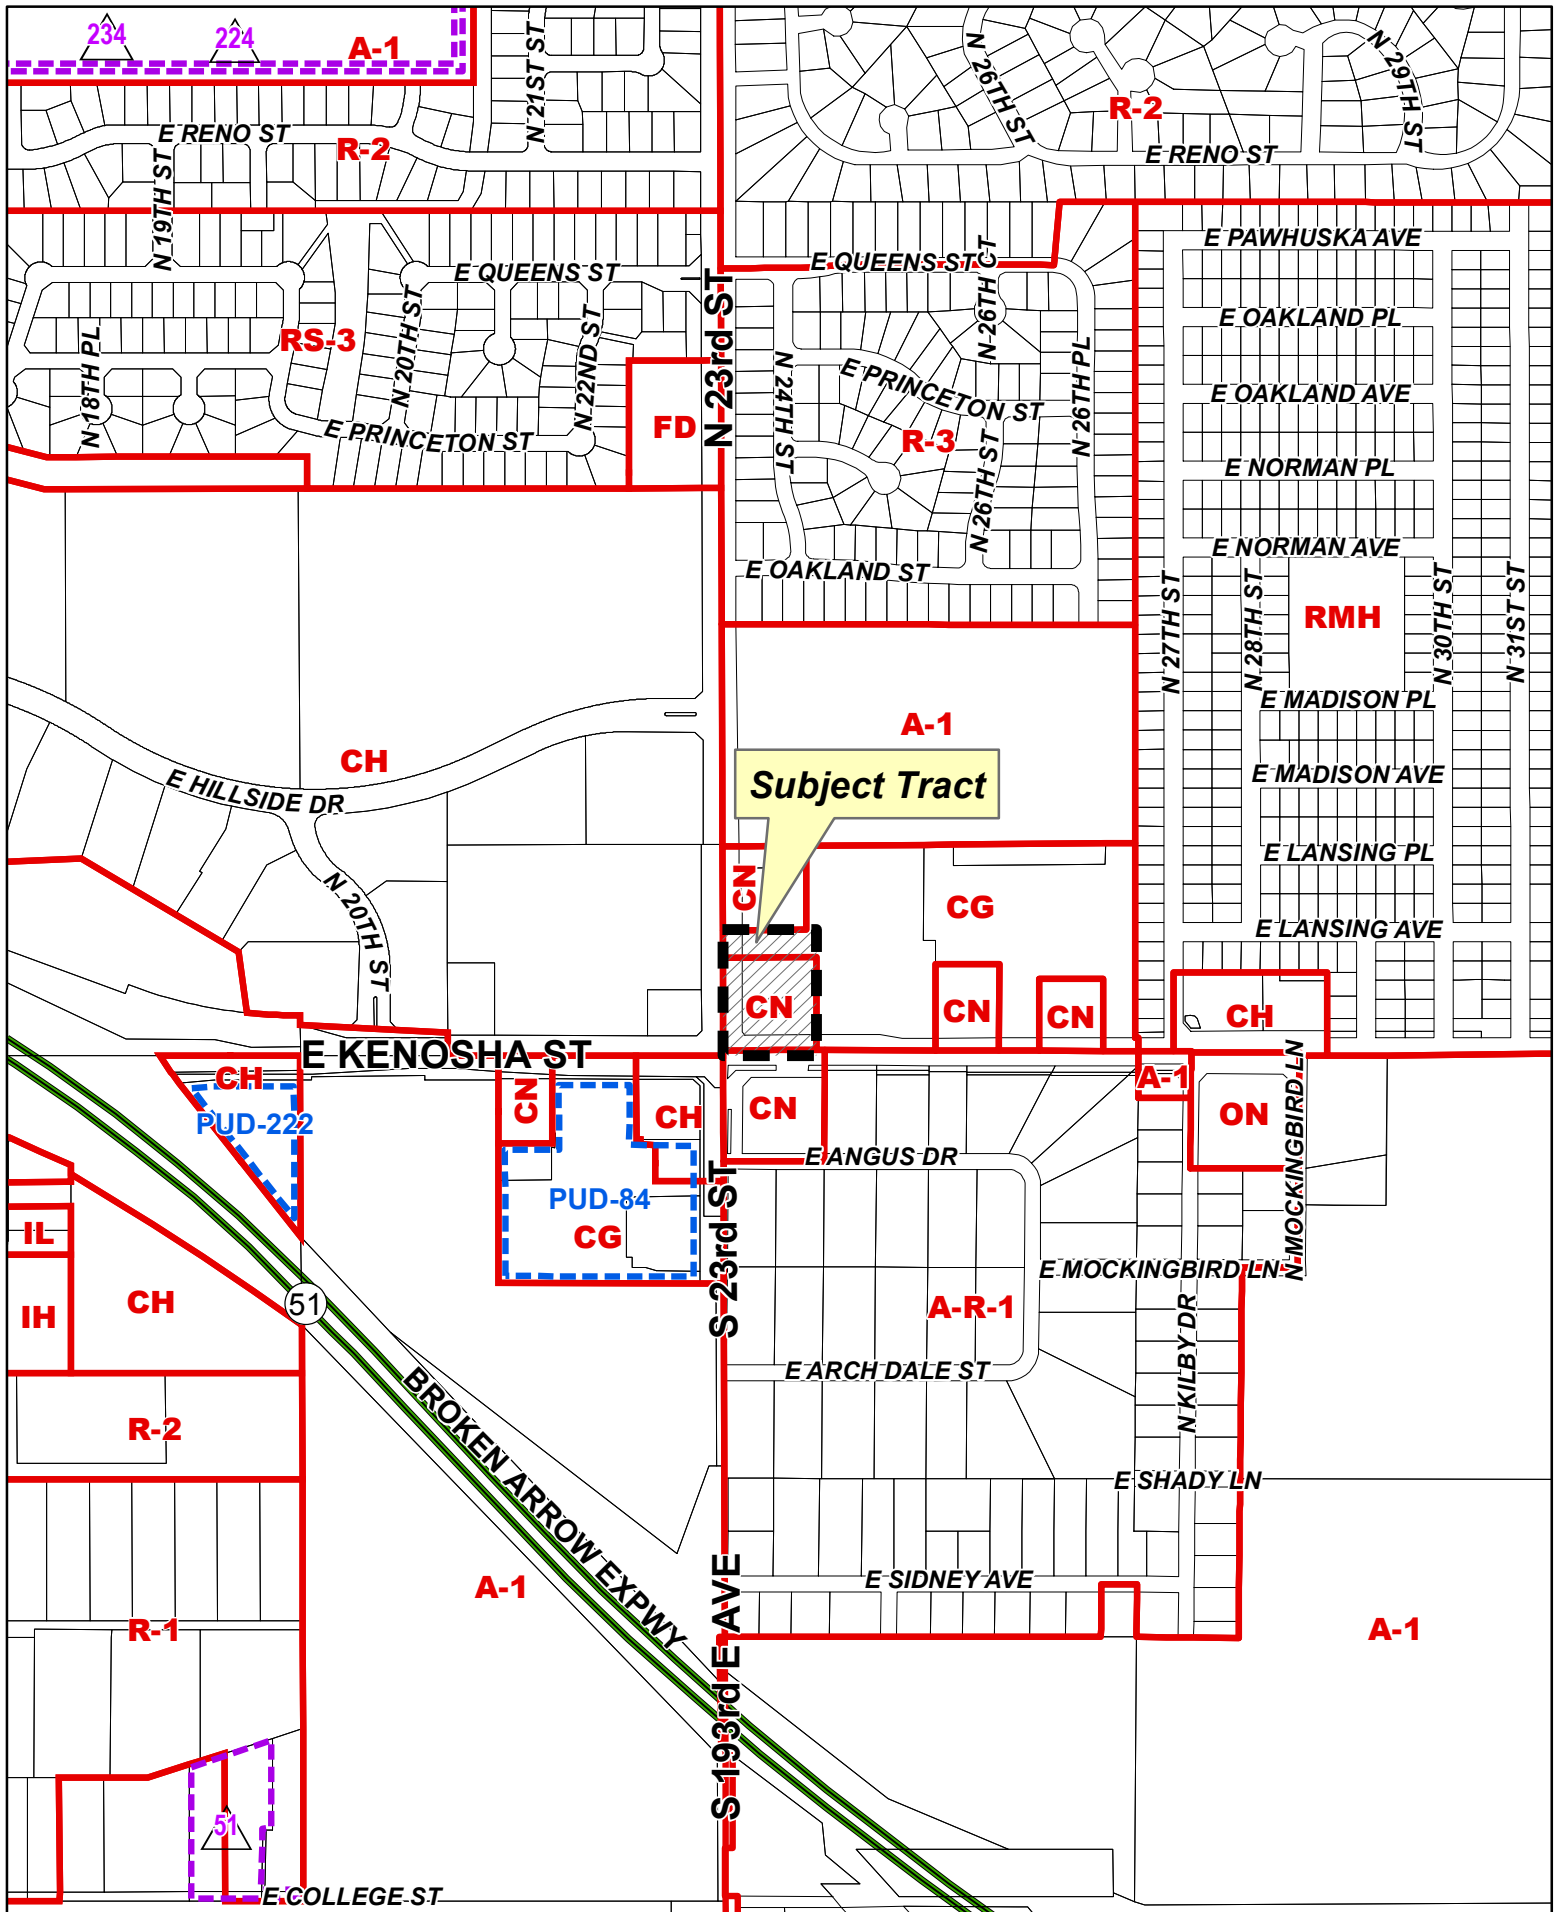 234
224
A-1
N 21ST ST
N 26TH ST
N 29TH ST
R-2
E RENO ST
R-2
E RENO ST
N 19TH ST
E PAWHUSKA AVE
E QUEENS ST
E QUEENS ST
N 26TH CT
N 23rd ST
E OAKLAND PL
RS-3
N 18TH PL
N 20TH ST
N 22ND ST
N 24TH ST
E PRINCETON ST
N 26TH PL
E OAKLAND AVE
FD
E PRINCETON ST
R-3
N 26TH ST
E NORMAN PL
E NORMAN AVE
E OAKLAND ST
N 27TH ST
N 28TH ST
RMH
N 30TH ST
N 31ST ST
E MADISON PL
A-1
CH
E HILLSIDE DR
Subject Tract
E MADISON AVE
E LANSING PL
N 20TH ST
CN
CG
E LANSING AVE
CN
CN
CN
CH
E KENOSHA ST
CH
CN
A-1
PUD-222
CH
CN
ON
N MOCKINGBIRD LN
E ANGUS DR
PUD-84
CG
S 23rd ST
IL
E MOCKINGBIRD LN
51
CH
IH
A-R-1
N KILBY DR
E ARCH DALE ST
BROKEN ARROW EXPWY
R-2
E SHADY LN
A-1
E SIDNEY AVE
S 193rd E AVE
R-1
A-1
51
E COLLEGE ST